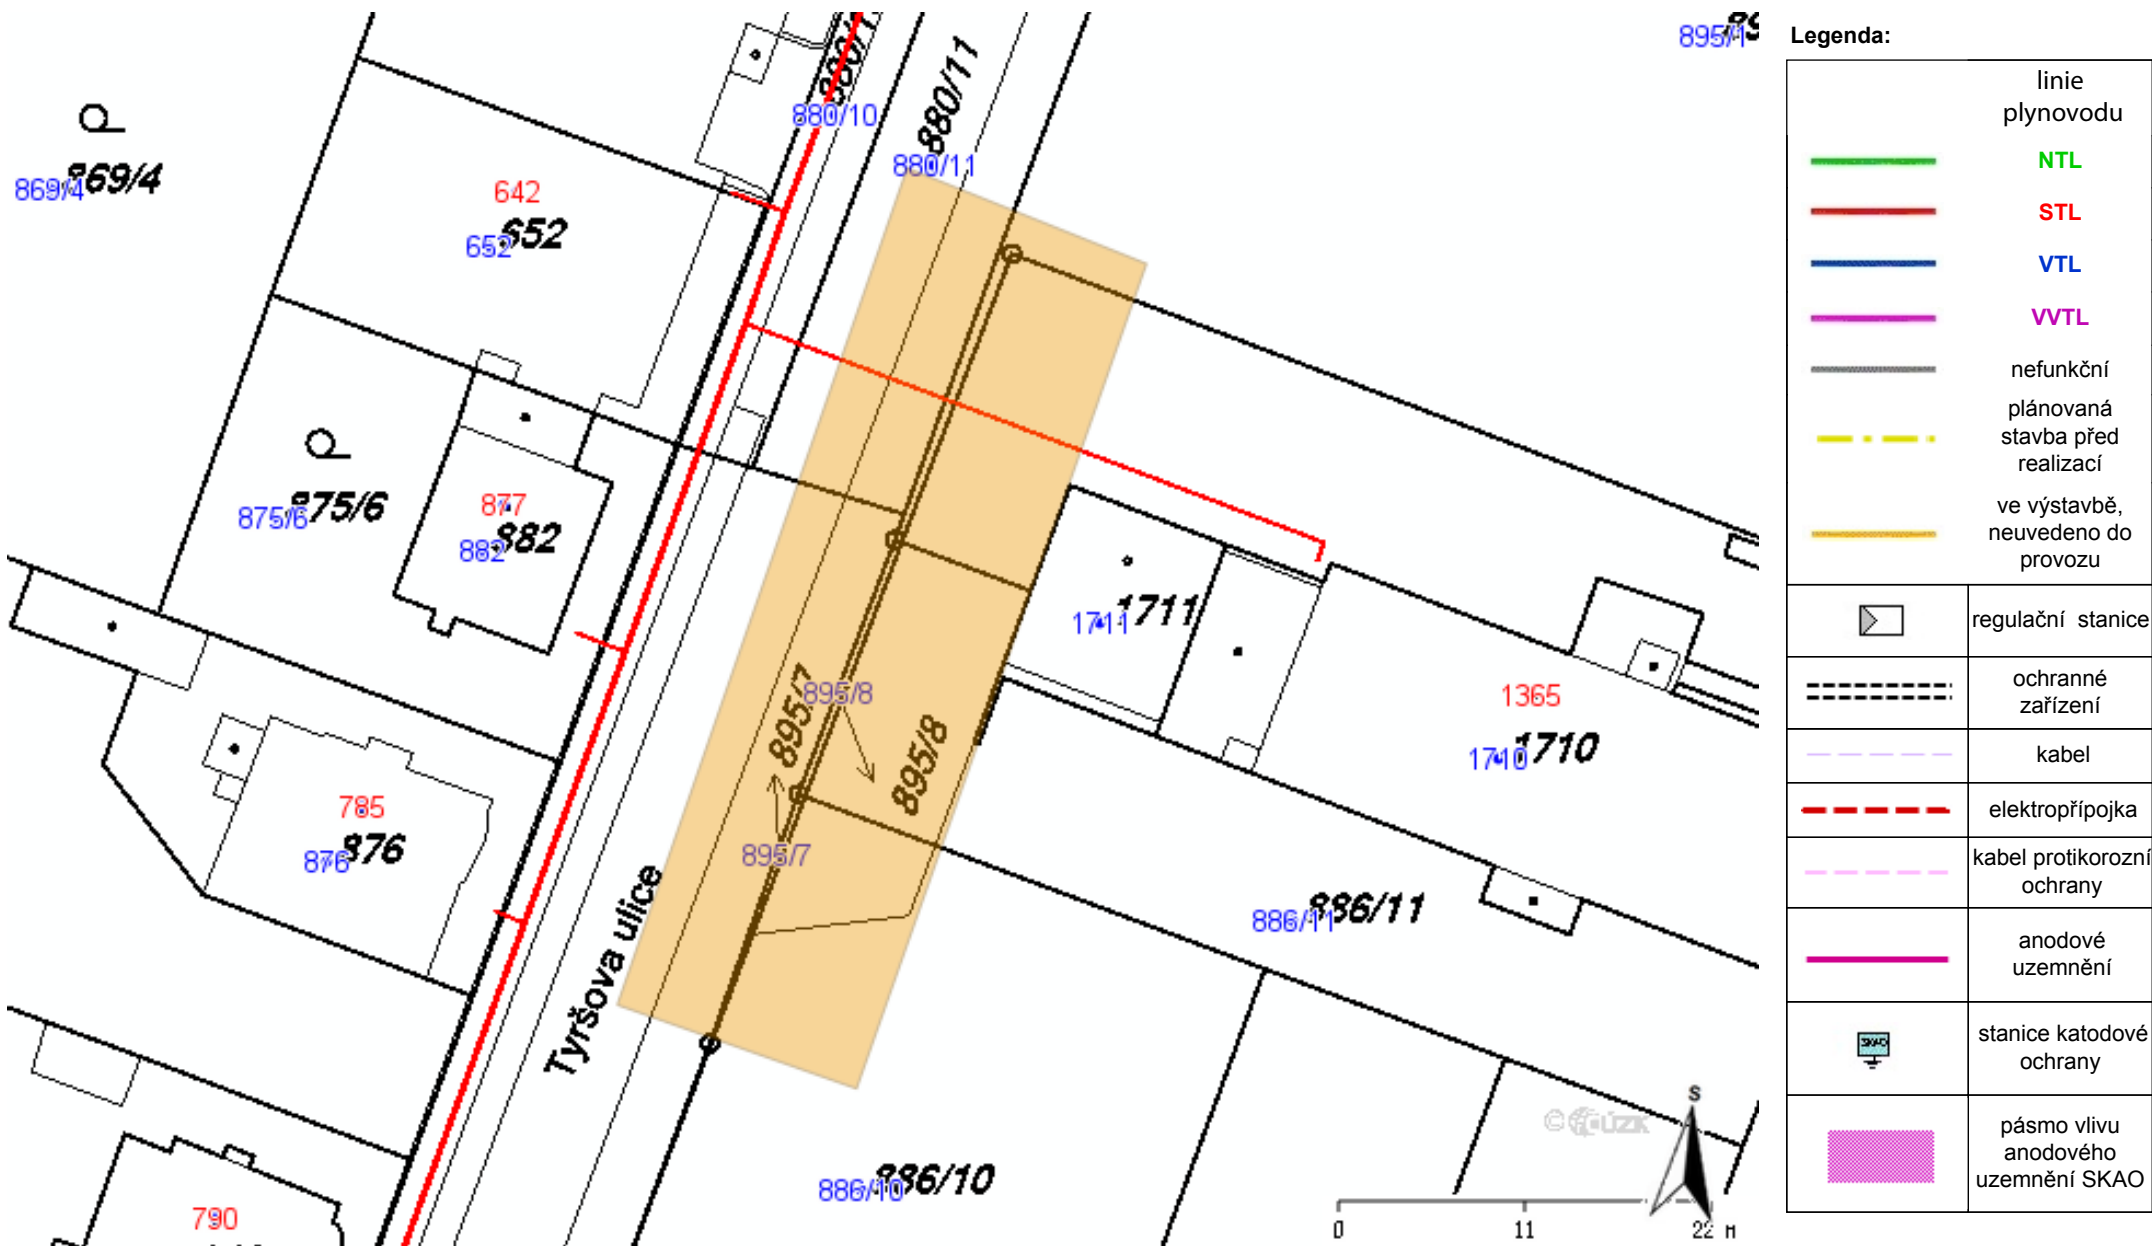 895/1
880/11
880/10
880/11
869/4
869/4
642
652
652
875/6
875/6
877
882
882
1711
1711
895/7
895/8
895/8
895/7
1365
1710
1710
785
876
876
886/11
886/11
Tyršova ulice
886/10
886/10
790
S
0
11
22 M
Legenda:
linie
plynovodu
NTL
STL
VTL
VVTL
nefunkční
plánovaná
stavba před
realizací
ve výstavbě,
neuvedeno do
provozu
regulační stanice
ochranné
zařízení
kabel
elektropřípojka
kabel protikorozní
ochrany
anodové
uzemnění
SKAO
stanice katodové
ochrany
pásmo vlivu
anodového
uzemnění SKAO